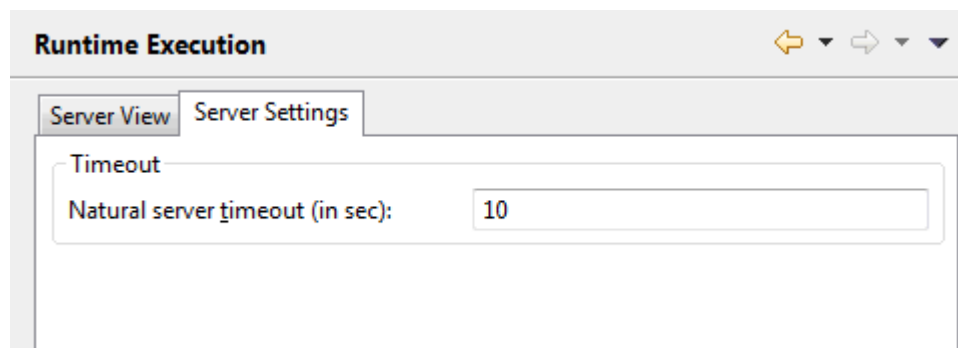 Runtime Execution
Server View Server Settings
Timeout
Natural server timeout (in sec): 10